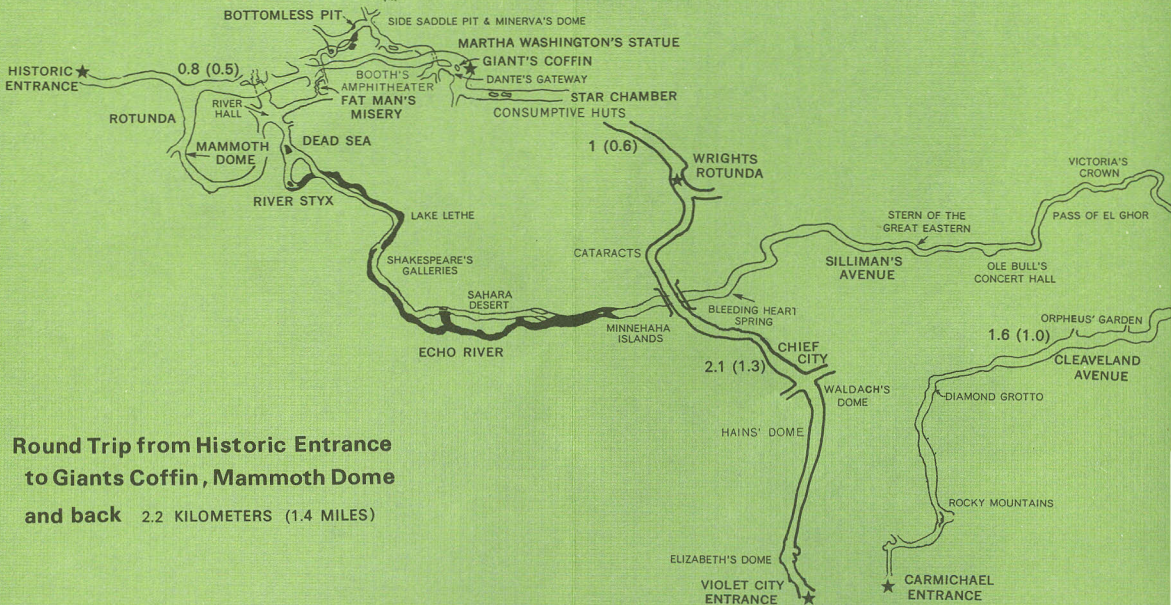 BOTTOMLESS PIT
SIDE SADDLE PIT & MINERVA'S DOME
MARTHA WASHINGTON'S STATUE
GIANT'S COFFIN
HISTORIC
ENTRANCE
0.8 (0.5)
BOOTH'S
AMPHITHEATER
DANTE'S GATEWAY
STAR CHAMBER
FAT MAN'S
MISERY
CONSUMPTIVE HUTS
RIVER
HALL
ROTUNDA
MAMMOTH
DOME
DEAD SEA
1 (0.6)
WRIGHTS
ROTUNDA
VICTORIA'S
CROWN
RIVER STYX
LAKE LETHE
STERN OF THE
GREAT EASTERN
PASS OF EL GHOR
CATARACTS
SHAKESPEARE'S
GALLERIES
SILLIMAN'S
AVENUE
OLE BULL'S
CONCERT HALL
SAHARA
DESERT
BLEEDING HEART
SPRING
MINNEHAHA
ISLANDS
ORPHEUS' GARDEN
1.6 (1.0)
ECHO RIVER
CHIEF
CITY
CLEAVELAND
AVENUE
2.1 (1.3)
WALDACH'S
DOME
DIAMOND GROTTO
HAINS' DOME
Round Trip from Historic Entrance
to Giants Coffin, Mammoth Dome
and back 2.2 KILOMETERS (1.4 MILES)
ROCKY MOUNTAINS
ELIZABETH'S DOME
VIOLET CITY
ENTRANCE
CARMICHAEL
ENTRANCE